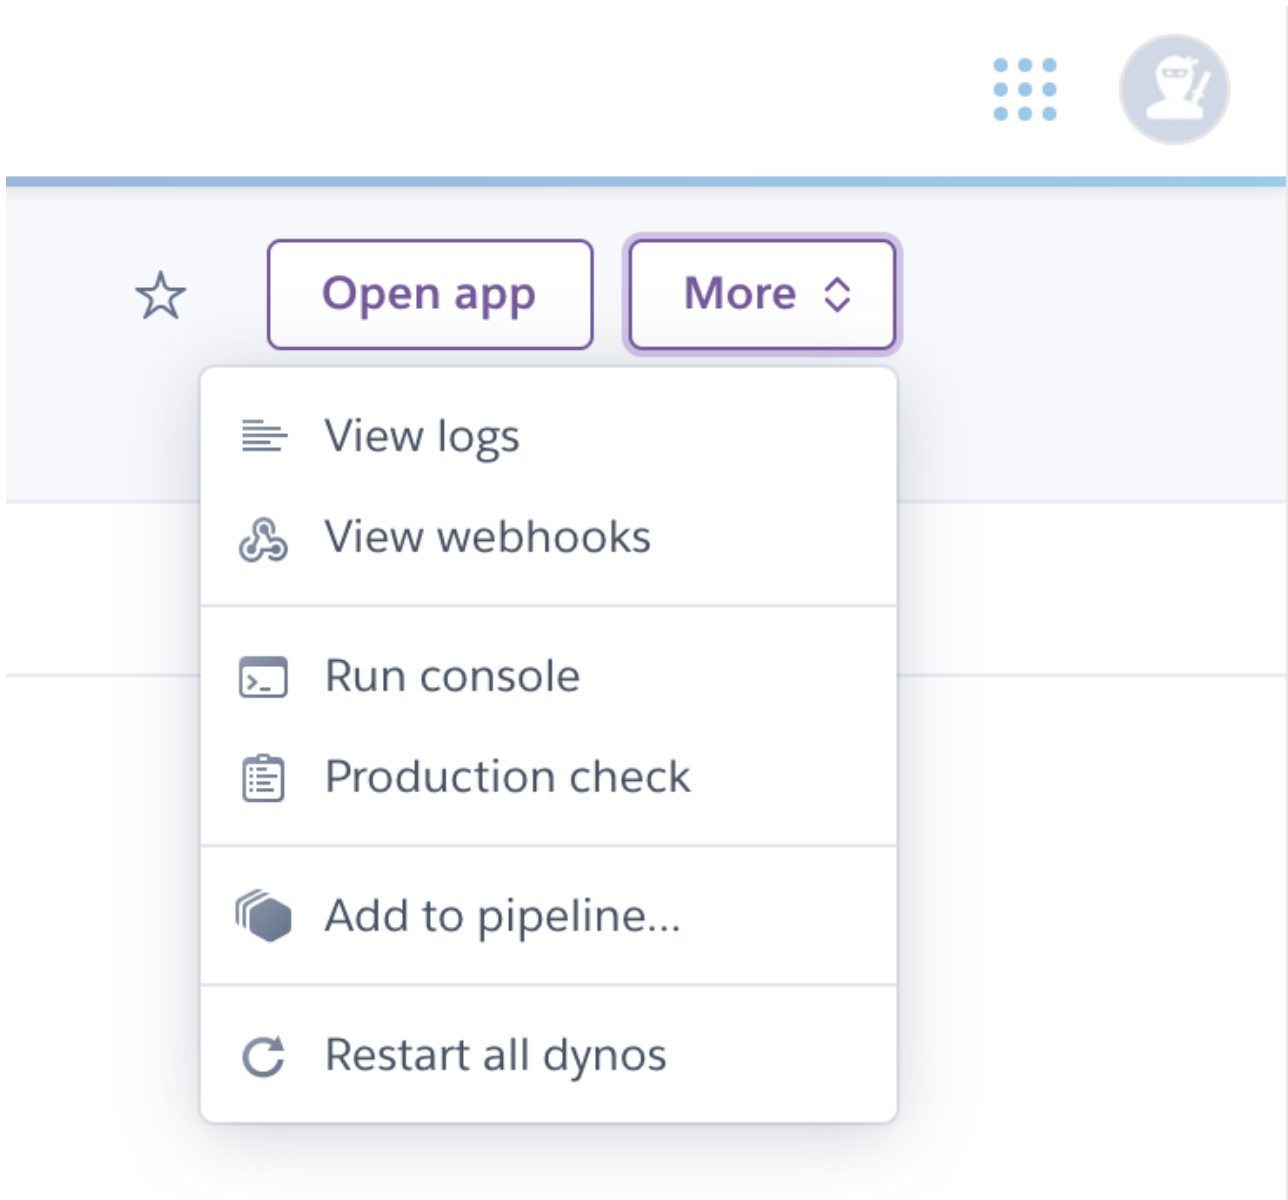 Open app
More
View logs
View webhooks
Run console
Production check
Add to pipeline...
Restart all dynos